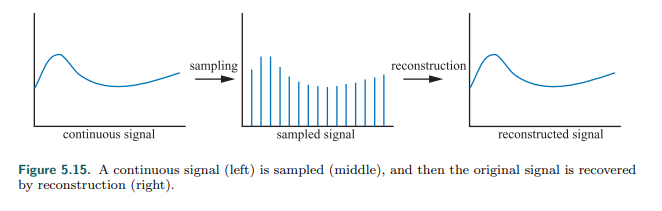 sampling
reconstruction
continuous signal
sampled signal
reconstructed signal
Figure 5.15. A continuous signal (left) is sampled (middle), and then the original signal is recovered
by reconstruction (right).